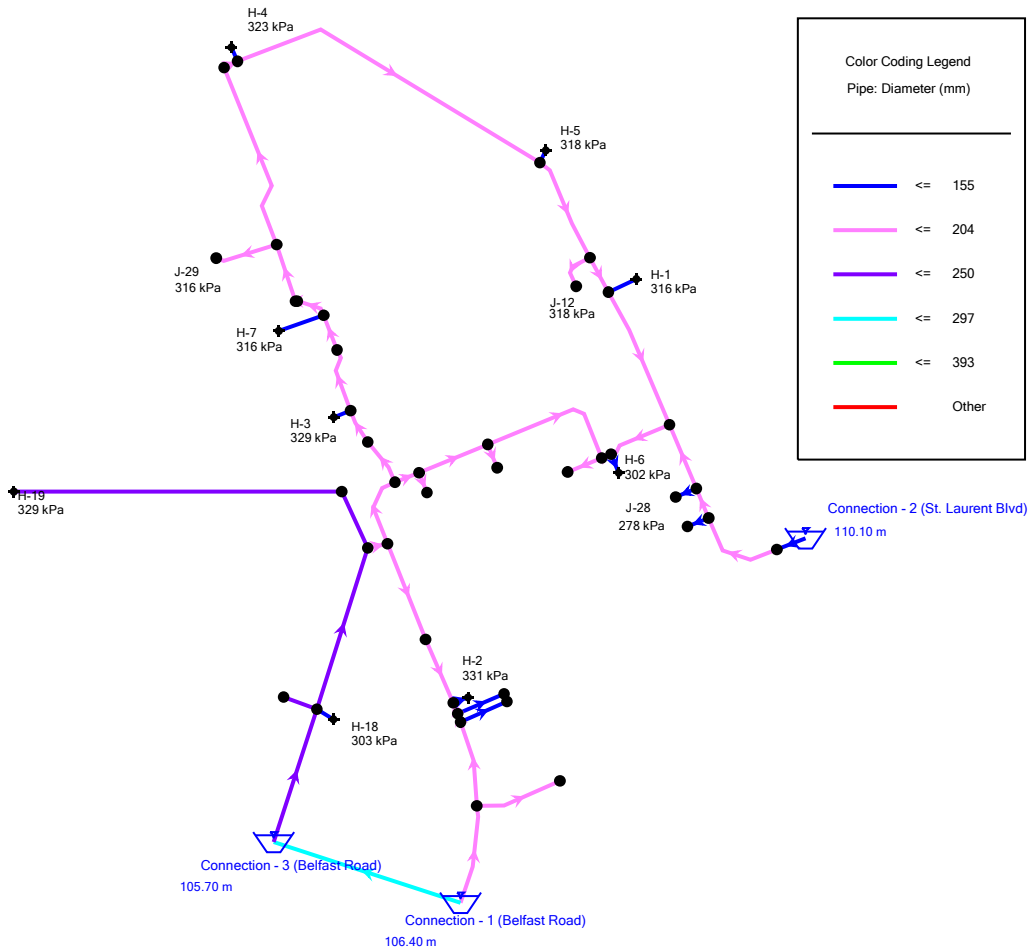 H-4
323 kPa
Color Coding Legend
Pipe: Diameter (mm)
<= 155
<= 204
<= 250
<= 297
<= 393
Other
H-5
318 kPa
J-29
316 kPa
H-1
316 kPa
J-12
318 kPa
H-7
316 kPa
H-3
329 kPa
H-6
302 kPa
H-19
329 kPa
J-28
278 kPa
Connection - 2 (St. Laurent Blvd)
110.10 m
H-2
331 kPa
H-18
303 kPa
Connection - 3 (Belfast Road)
105.70 m
Connection - 1 (Belfast Road)
106.40 m